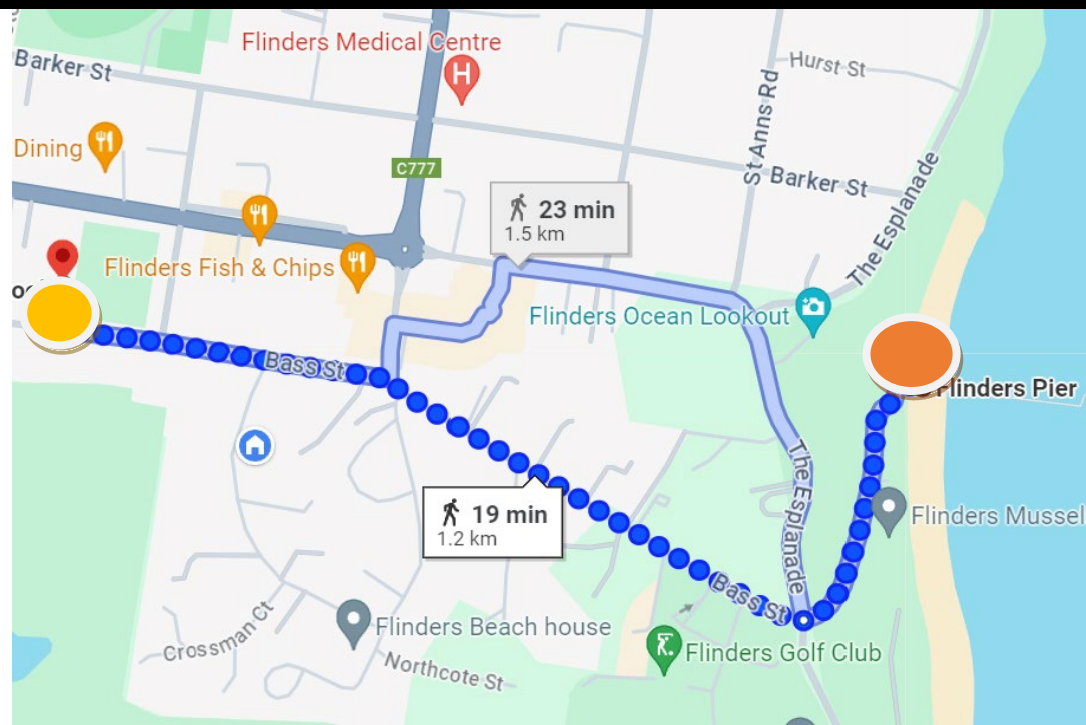 Flinders Medical Centre
H
Barker St
Hurst St
St Anns Rd
Dining
C777
Barker St
23 min
1.5 km
The Esplanade
Flinders Fish & Chips
Flinders Ocean Lookout
Bass St
Flinders Pier
The Esplanade
19 min
1.2 km
Flinders Mussel
Bass St
Crossman Ct
Flinders Beach house
Northcote St
Flinders Golf Club